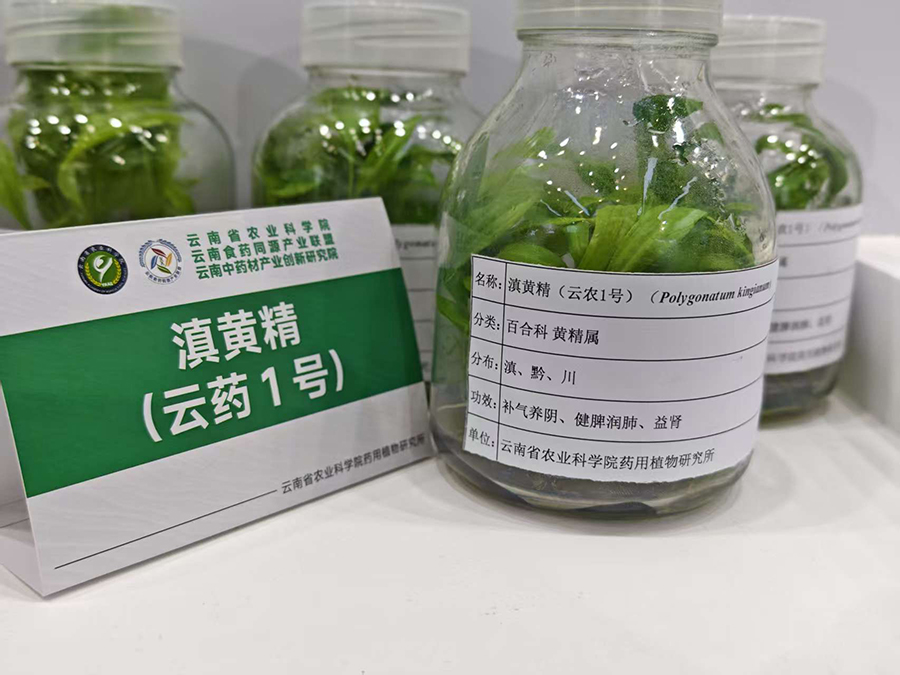 云南省农业科学院
云南食药同源产业联盟
云南中药材产业创新研究院
滇黄精
(云药1号)
云南省农业科学院药用植物研究所
名称: 滇黄精（云农1号）（Polygonatum kingianum)
分类: 百合科 黄精属
分布: 滇、黔、川
功效: 补气养阴、健脾润肺、益肾
单位: 云南省农业科学院药用植物研究所